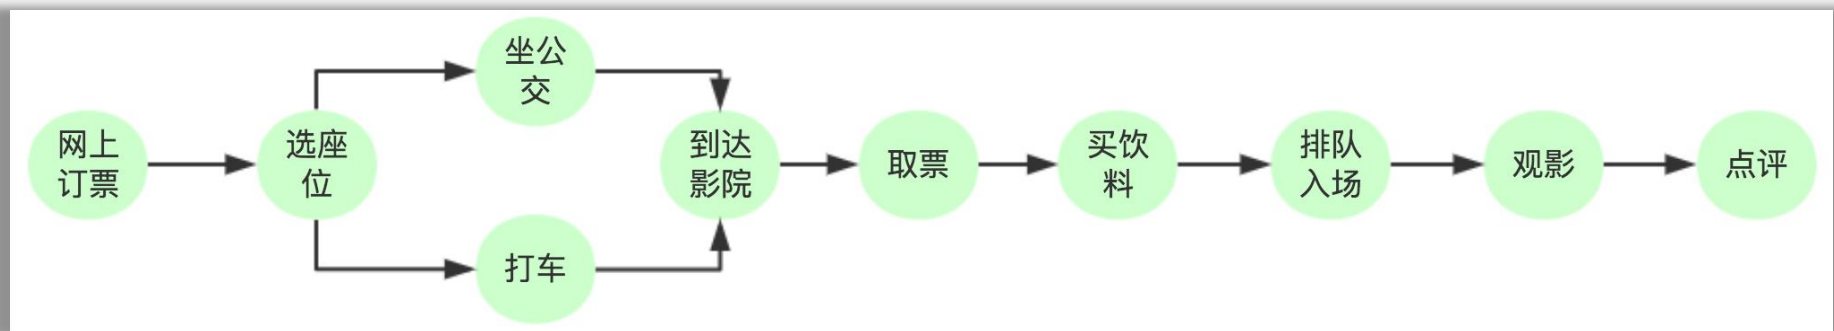 网上
订票
选座
位
坐公
交
打车
到达
影院
取票
买饮
料
排队
入场
观影
点评